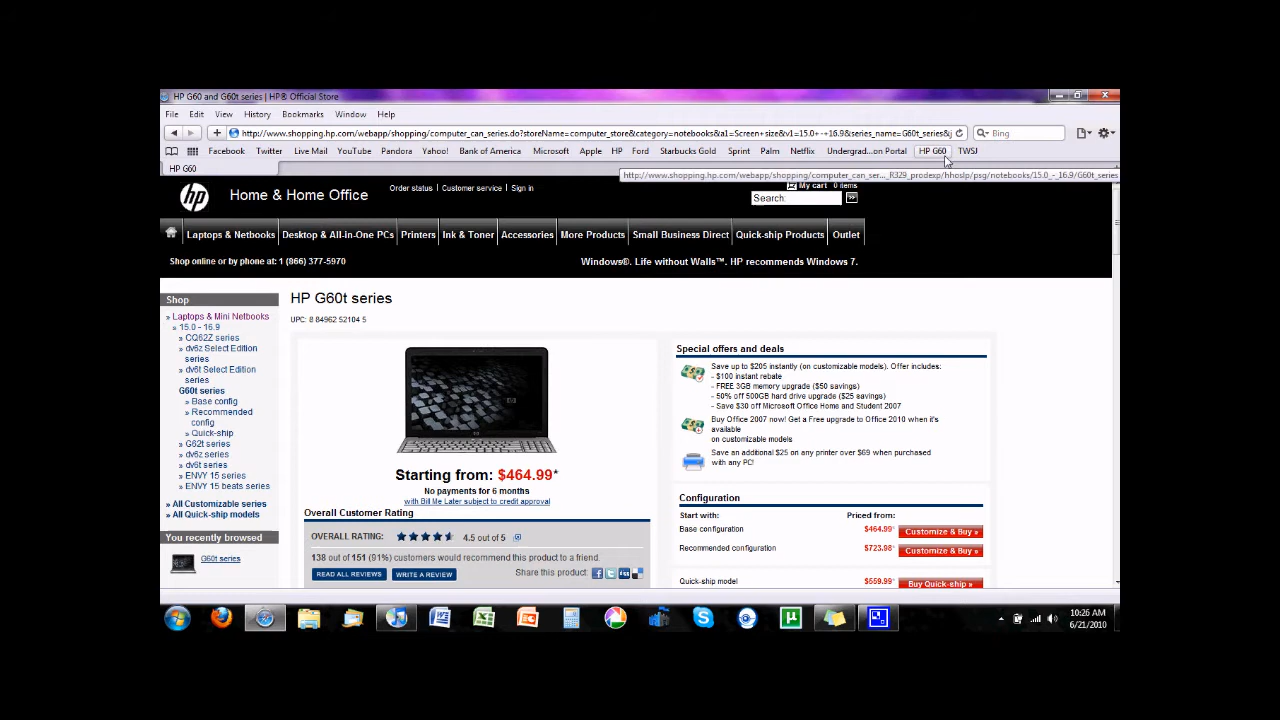 HP G60 and G60t series | HP® Official Store
File Edit View History Bookmarks Window Help
http://www.shopping.hp.com/webapp/shopping/computer_can_series.do?storeName=computer_store&category=notebooks&a1=Screen+size&v1=15.0+-+16.9&series_name=G60t_series&j
Bing
Facebook Twitter Live Mail YouTube Pandora Yahoo! Bank of America Microsoft Apple HP Ford Starbucks Gold Sprint Palm Netflix Undergrad...on Portal HP G60 TWSJ
HP G60
http://www.shopping.hp.com/webapp/shopping/computer_can_ser..._R329_prodexp/hhoslp/psg/notebooks/15.0_-_16.9/G60t_series
hp Home & Home Office
Order status | Customer service | Sign in
My cart 0 items
Search:
Laptops & Notebooks Desktop & All-in-One PCs Printers Ink & Toner Accessories More Products Small Business Direct Quick-ship Products Outlet
Shop online or by phone at: 1 (866) 377-5970
Windows®. Life without Walls™. HP recommends Windows 7.
Shop
» Laptops & Mini Netbooks
» 15.0 - 16.9
» CQ62Z series
» dv6z Select Edition
series
» dv6t Select Edition
series
G60t series
» Base config
» Recommended
config
» Quick-ship
» G62t series
» dv6z series
» dv6t series
» ENVY 15 series
» ENVY 15 beats series
» All Customizable series
» All Quick-ship models
You recently browsed
G60t series
HP G60t series
UPC: 8 84962 52104 5
Starting from: $464.99*
No payments for 6 months
with Bill Me Later subject to credit approval
Overall Customer Rating
OVERALL RATING: 4.5 out of 5
138 out of 151 (91%) customers would recommend this product to a friend.
READ ALL REVIEWS WRITE A REVIEW Share this product:
Special offers and deals
Save up to $205 instantly (on customizable models). Offer includes:
- $100 instant rebate
- FREE 3GB memory upgrade ($50 savings)
- 50% off 500GB hard drive upgrade ($25 savings)
- Save $30 off Microsoft Office Home and Student 2007
Buy Office 2007 now! Get a Free upgrade to Office 2010 when it's
available
on customizable models
Save an additional $25 on any printer over $69 when purchased
with any PC!
Configuration
Start with: Priced from:
Base configuration $464.99* Customize & Buy »
Recommended configuration $723.98* Customize & Buy »
Quick-ship model $559.99* Buy Quick-ship »
10:26 AM
6/21/2010